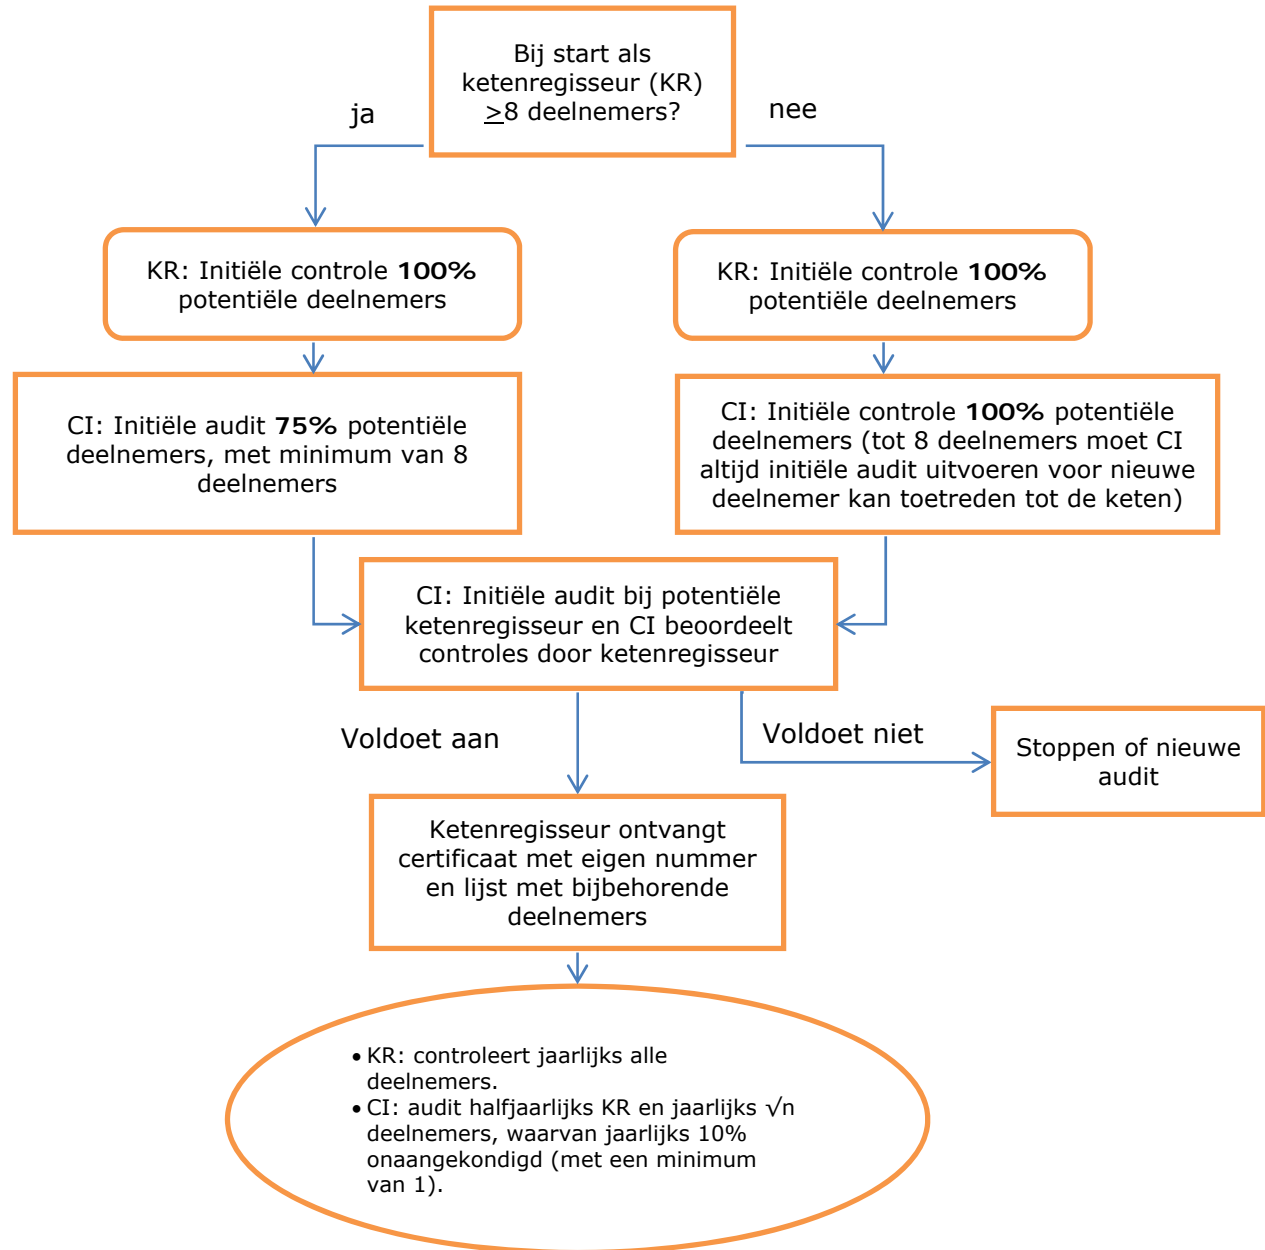 Bij start als
ketenregisseur (KR)
≥8 deelnemers?
ja
nee
KR: Initiële controle 100%
potentiële deelnemers
KR: Initiële controle 100%
potentiële deelnemers
CI: Initiële audit 75% potentiële
deelnemers, met minimum van 8
deelnemers
CI: Initiële controle 100% potentiële
deelnemers (tot 8 deelnemers moet CI
altijd initiële audit uitvoeren voor nieuwe
deelnemer kan toetreden tot de keten)
CI: Initiële audit bij potentiële
ketenregisseur en CI beoordeelt
controles door ketenregisseur
Voldoet aan
Voldoet niet
Stoppen of nieuwe
audit
Ketenregisseur ontvangt
certificaat met eigen nummer
en lijst met bijbehorende
deelnemers
• KR: controleert jaarlijks alle
deelnemers.
• CI: audit halfjaarlijks KR en jaarlijks √n
deelnemers, waarvan jaarlijks 10%
onaangekondigd (met een minimum
van 1).